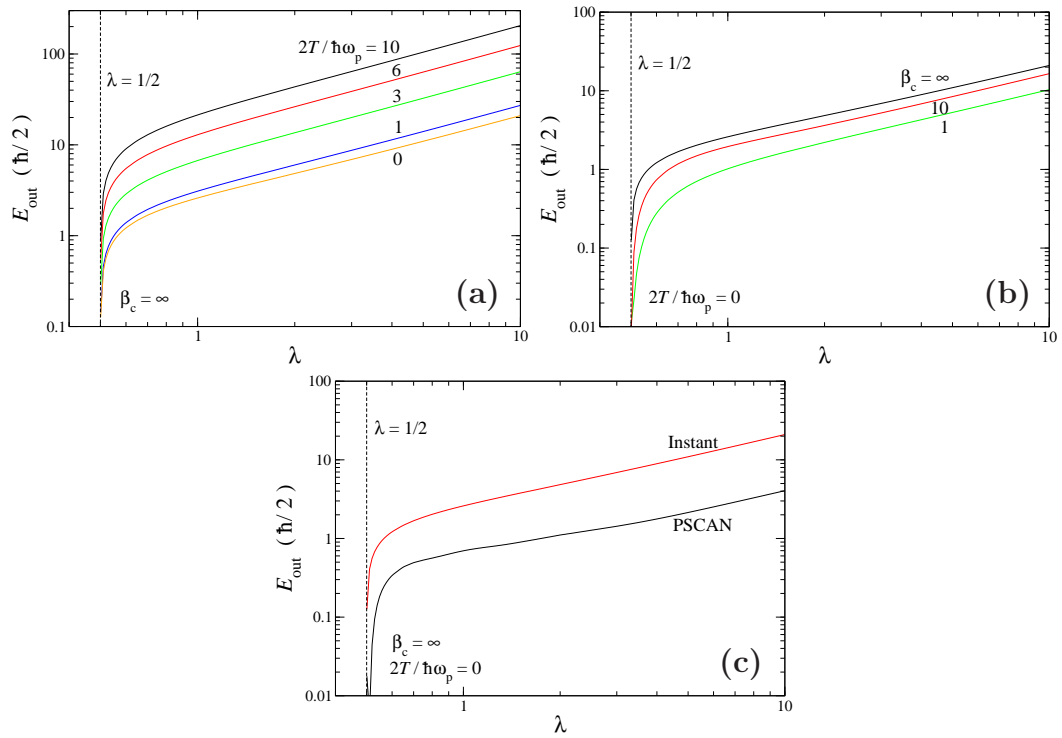 100
10
1
0.1
E_out ( ħ/ 2 )
λ = 1/2
2T / ħω_p = 10
6
3
1
0
β_c = ∞
(a)
1
10
λ
100
10
1
0.1
0.01
E_out ( ħ/ 2 )
λ = 1/2
β_c = ∞
10
1
2T / ħω_p = 0
(b)
1
10
λ
100
10
1
0.1
0.01
E_out ( ħ/ 2 )
λ = 1/2
Instant
PSCAN
β_c = ∞
2T / ħω_p = 0
(c)
1
10
λ